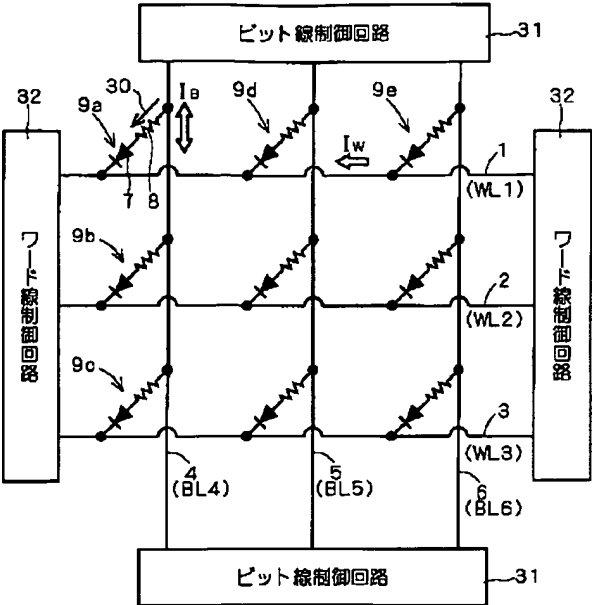 ビット線制御回路
31
32
9a
30
IB
9d
9e
32
IW
1
(WL1)
7
8
ワード線制御回路
ワード線制御回路
9b
2
(WL2)
9c
3
(WL3)
4
(BL4)
5
(BL5)
6
(BL6)
ビット線制御回路
31